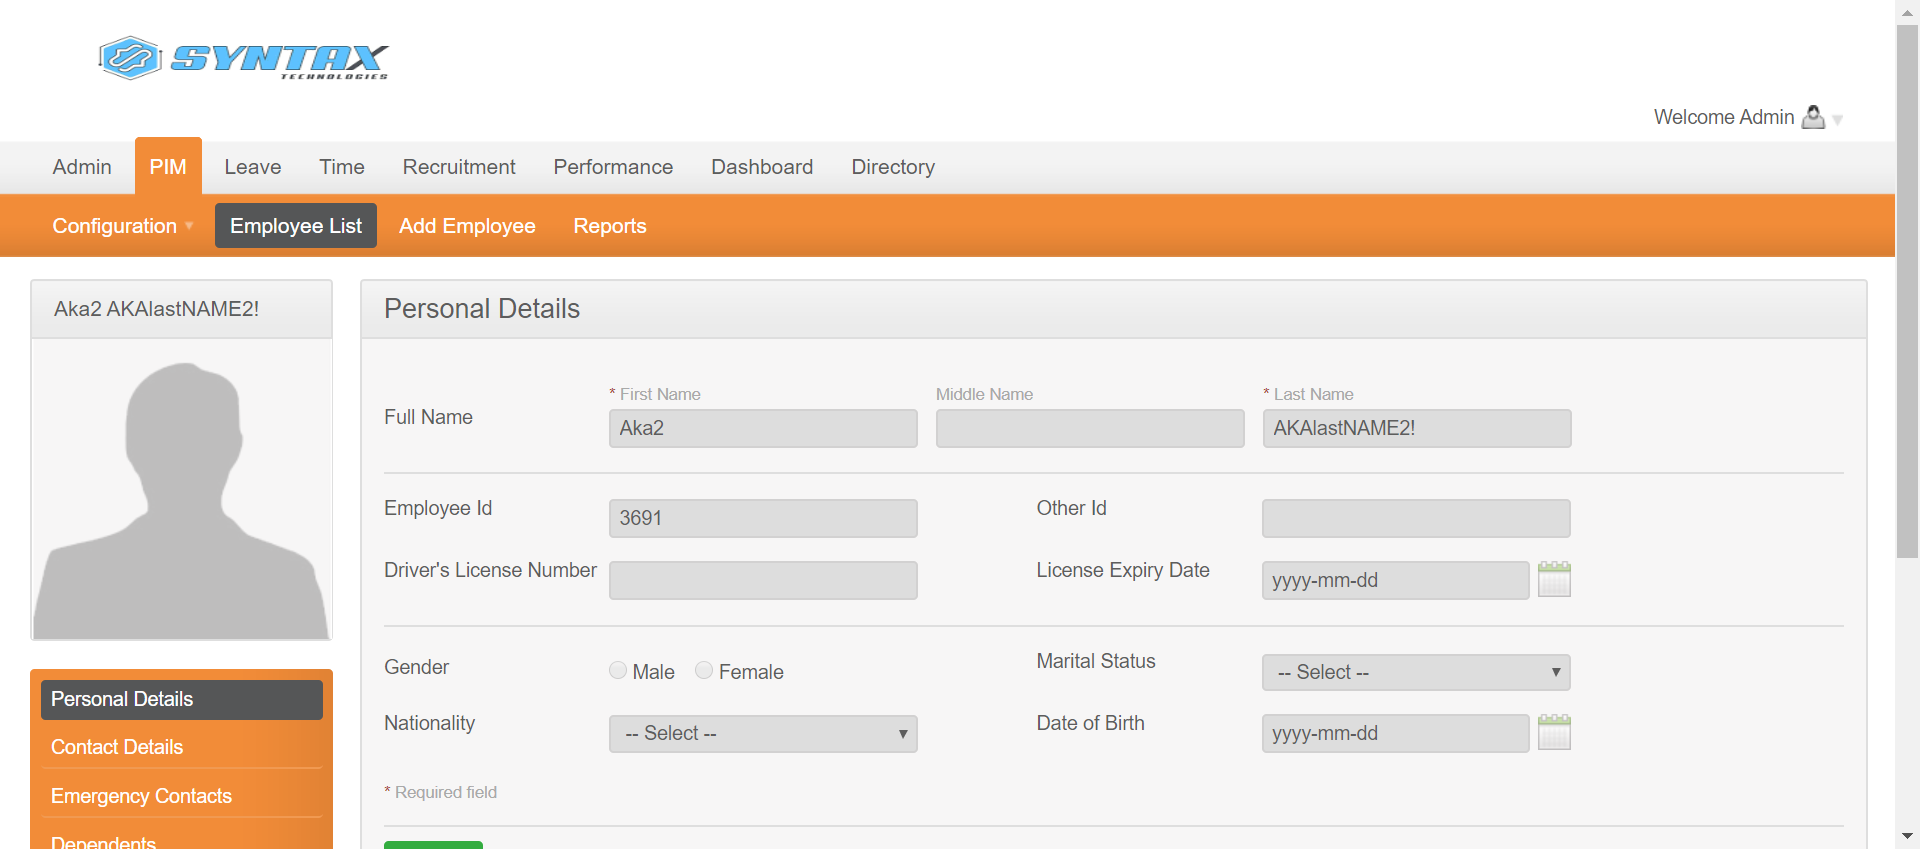 SYNTAX
TECHNOLOGIES
Welcome Admin
Admin PIM Leave Time Recruitment Performance Dashboard Directory
Configuration Employee List Add Employee Reports
Aka2 AKAlastNAME2!
Personal Details
* First Name Middle Name * Last Name
Full Name Aka2 AKAlastNAME2!
Employee Id 3691 Other Id
Driver's License Number License Expiry Date yyyy-mm-dd
Gender Male Female Marital Status -- Select --
Nationality -- Select -- Date of Birth yyyy-mm-dd
* Required field
Personal Details
Contact Details
Emergency Contacts
Dependents